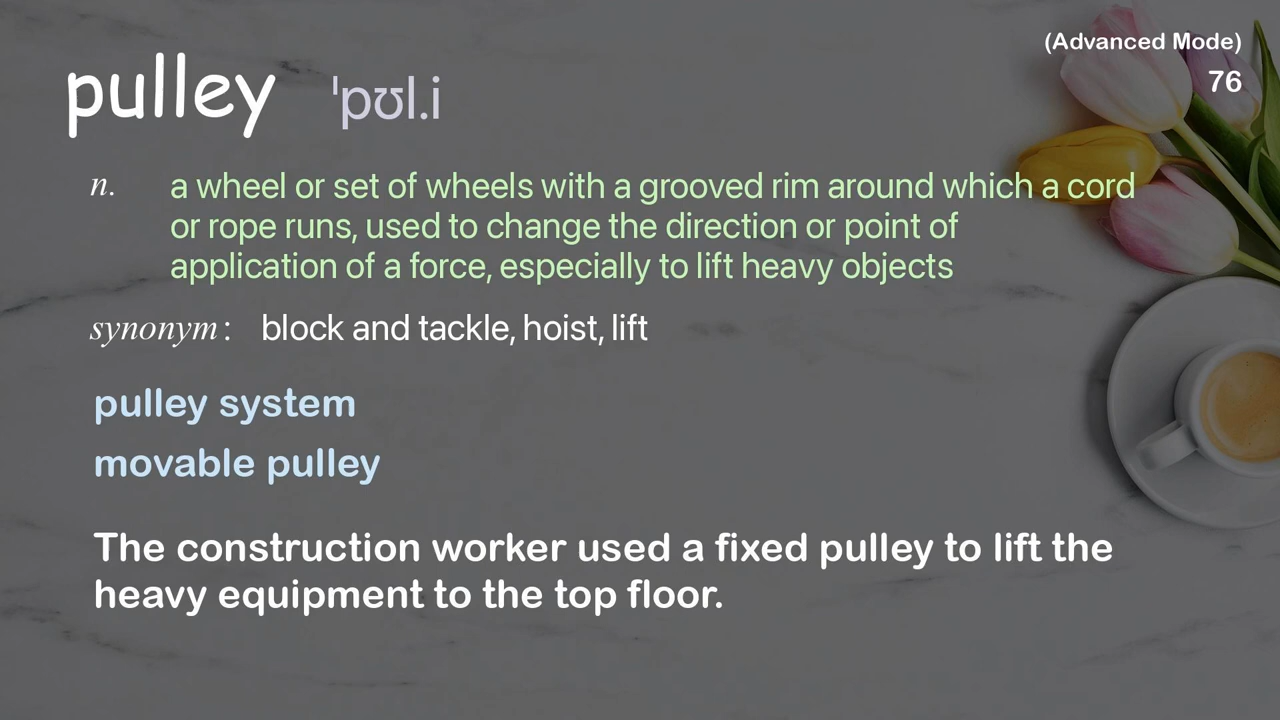 (Advanced Mode)
76
pulley ˈpʊl.i
n. a wheel or set of wheels with a grooved rim around which a cord
or rope runs, used to change the direction or point of
application of a force, especially to lift heavy objects
synonym : block and tackle, hoist, lift
pulley system
movable pulley
The construction worker used a fixed pulley to lift the
heavy equipment to the top floor.